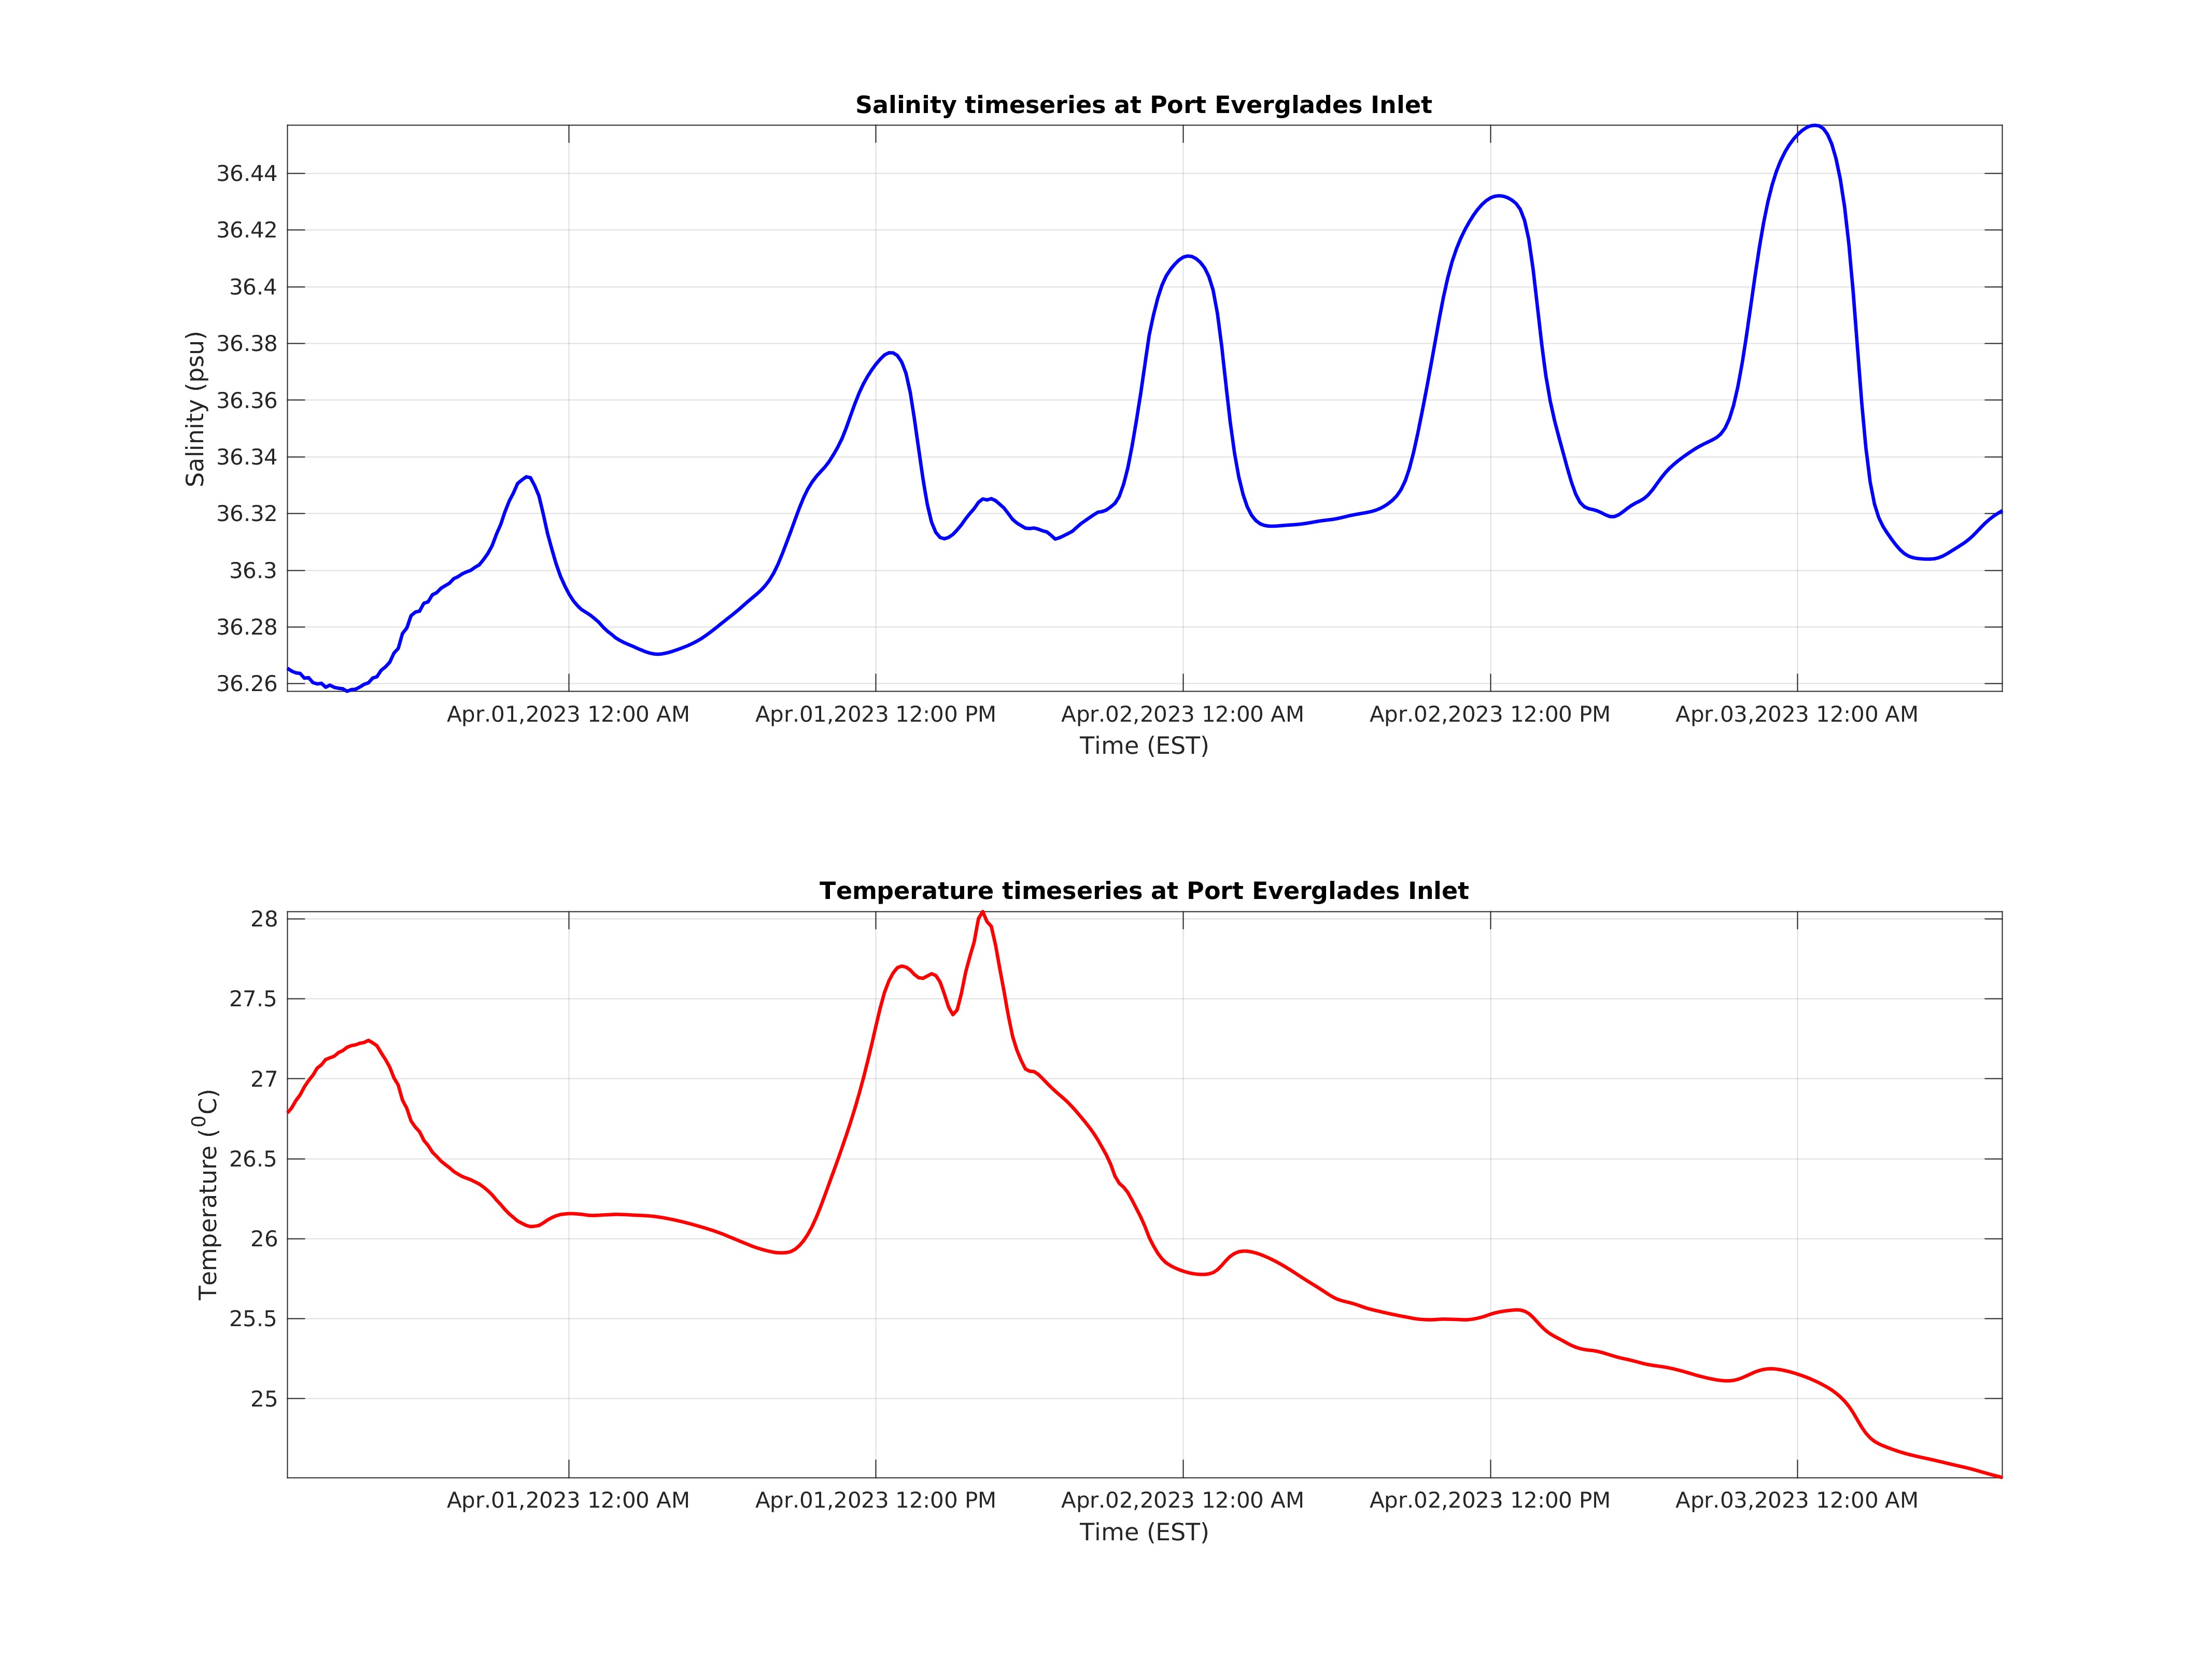 Salinity timeseries at Port Everglades Inlet
Salinity (psu)
36.44
36.42
36.4
36.38
36.36
36.34
36.32
36.3
36.28
36.26
Apr.01,2023 12:00 AM Apr.01,2023 12:00 PM Apr.02,2023 12:00 AM Apr.02,2023 12:00 PM Apr.03,2023 12:00 AM
Time (EST)
Temperature timeseries at Port Everglades Inlet
Temperature (⁰C)
28
27.5
27
26.5
26
25.5
25
Apr.01,2023 12:00 AM Apr.01,2023 12:00 PM Apr.02,2023 12:00 AM Apr.02,2023 12:00 PM Apr.03,2023 12:00 AM
Time (EST)